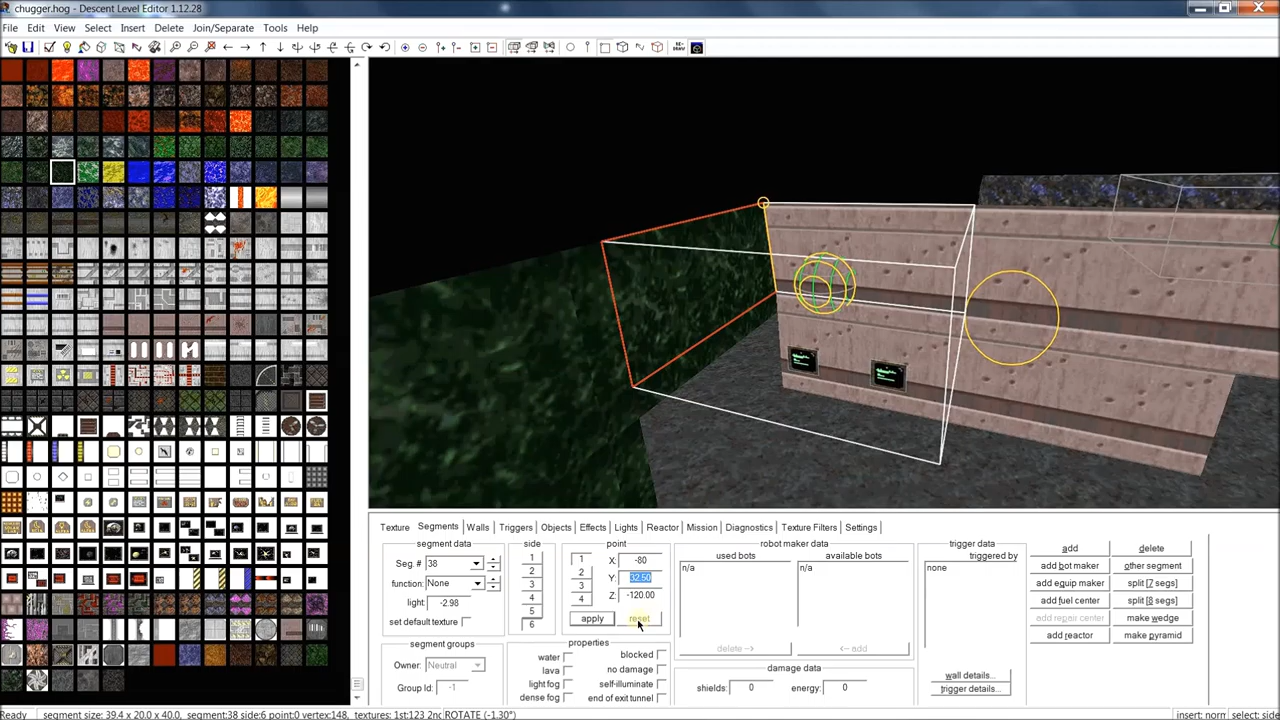 chugger.hog - Descent Level Editor 1.12.28
File Edit View Select Insert Delete Join/Separate Tools Help
Texture Segments Walls Triggers Objects Effects Lights Reactor Mission Diagnostics Texture Filters Settings
segment data
Seg. # 38
function: None
light: -2.98
set default texture
segment groups
Owner: Neutral
Group Id: -1
side
1
2
3
4
5
6
point
1
2
3
4
X: -80
Y: 32.50
Z: -120.00
apply reset
properties
water
lava
light fog
dense fog
blocked
no damage
self-illuminate
end of exit tunnel
robot maker data
used bots available bots
n/a n/a
delete --> <-- add
damage data
shields: 0 energy: 0
trigger data
triggered by
none
wall details...
trigger details...
add delete
add bot maker other segment
add equip maker split [7 segs]
add fuel center split [8 segs]
add repair center make wedge
add reactor make pyramid
Ready segment size: 39.4 x 20.0 x 40.0, segment:38 side:6 point:0 vertex:148, textures: 1st:123 2nd ROTATE (-1.30°) insert: norm select: side